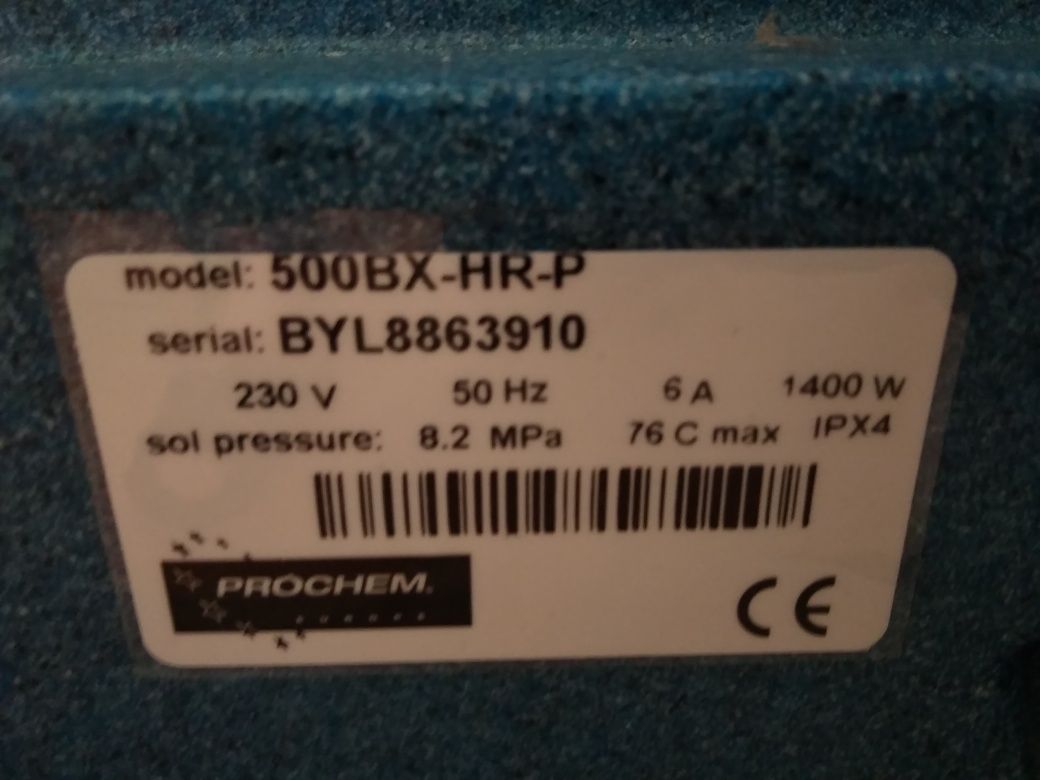 model: 500BX-HR-P
serial: BYL8863910
230 V 50 Hz 6 A 1400 W
sol pressure: 8.2 MPa 76 C max IPX4
PROCHEM.
CE